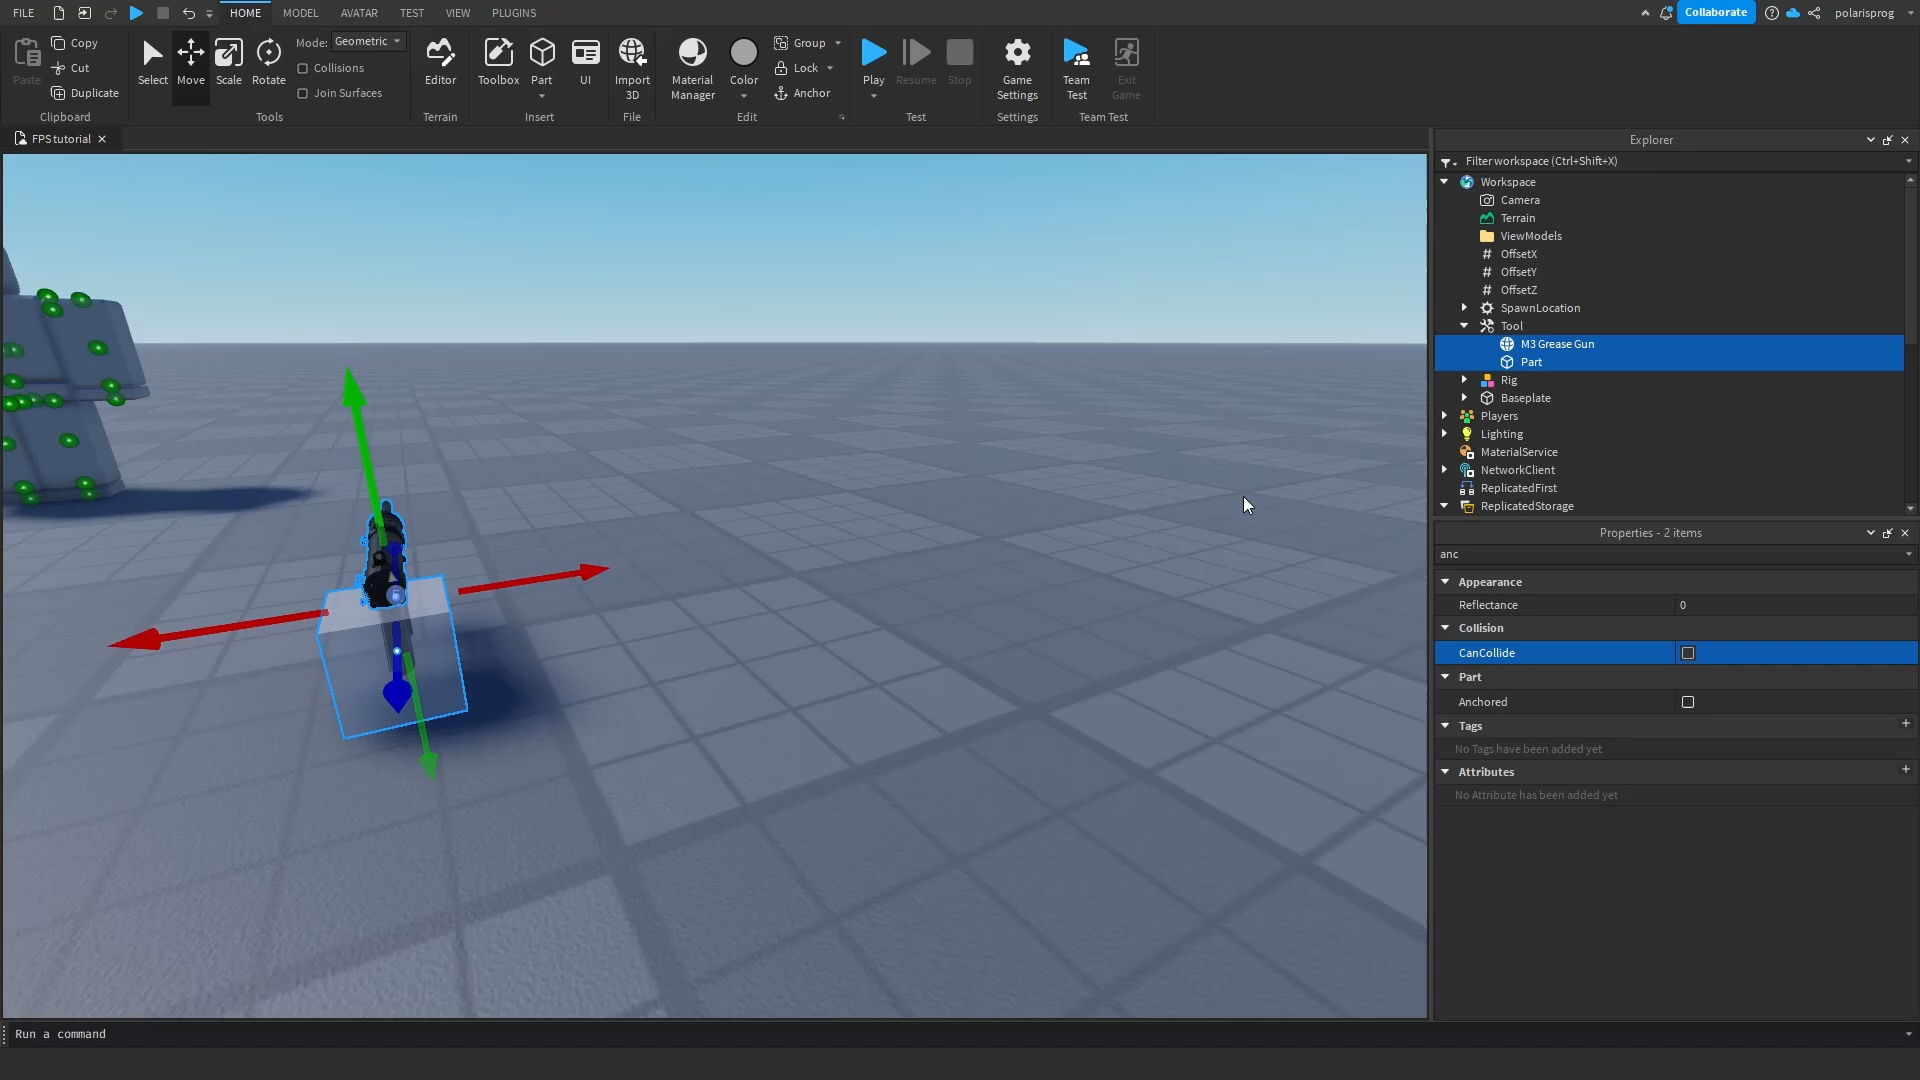 FILE HOME MODEL AVATAR TEST VIEW PLUGINS Collaborate polarisprog
Paste Copy Cut Duplicate
Clipboard
Select Move Scale Rotate
Mode: Geometric
Collisions
Join Surfaces
Tools
Editor
Terrain
Toolbox Part UI
Insert
Import
3D
File
Material
Manager
Color
Group
Lock
Anchor
Edit
Play Resume Stop
Test
Game
Settings
Settings
Team
Test
Exit
Game
Team Test
FPS tutorial
Explorer
Filter workspace (Ctrl+Shift+X)
Workspace
Camera
Terrain
ViewModels
OffsetX
OffsetY
OffsetZ
SpawnLocation
Tool
M3 Grease Gun
Part
Rig
Baseplate
Players
Lighting
MaterialService
NetworkClient
ReplicatedFirst
ReplicatedStorage
Properties - 2 items
anc
Appearance
Reflectance 0
Collision
CanCollide
Part
Anchored
Tags
No Tags have been added yet
Attributes
No Attribute has been added yet
Run a command